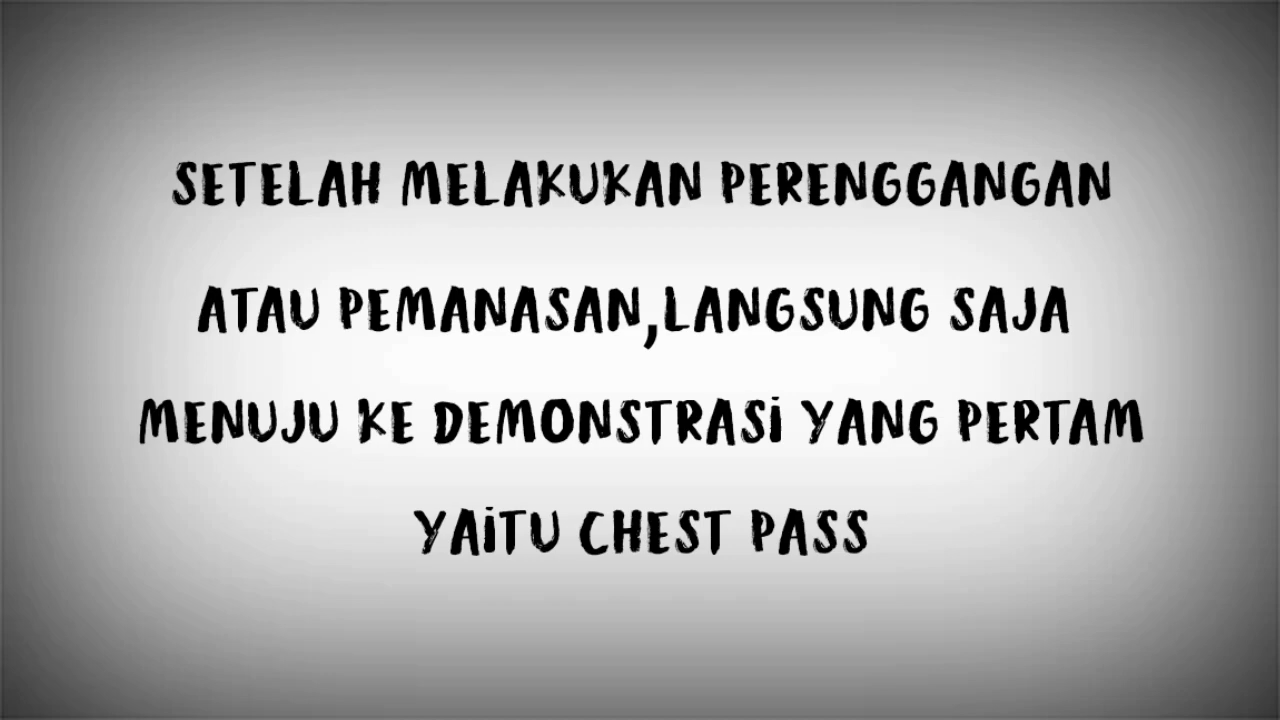 SETELAH MELAKUKAN PERENGGANGAN
ATAU PEMANASAN,LANGSUNG SAJA
MENUJU KE DEMONSTRASi YANG PERTAM
YAiTU CHEST PASS